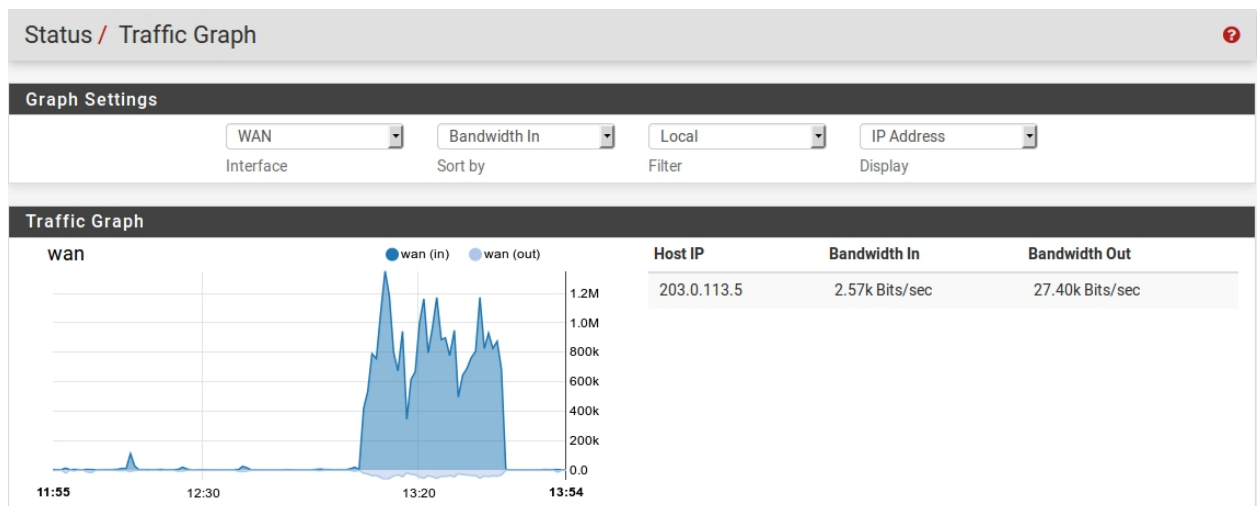 Status / Traffic Graph
Graph Settings
WAN Bandwidth In Local IP Address
Interface Sort by Filter Display
Traffic Graph
wan wan (in) wan (out)
1.2M
1.0M
800k
600k
400k
200k
0.0
11:55 12:30 13:20 13:54
Host IP Bandwidth In Bandwidth Out
203.0.113.5 2.57k Bits/sec 27.40k Bits/sec